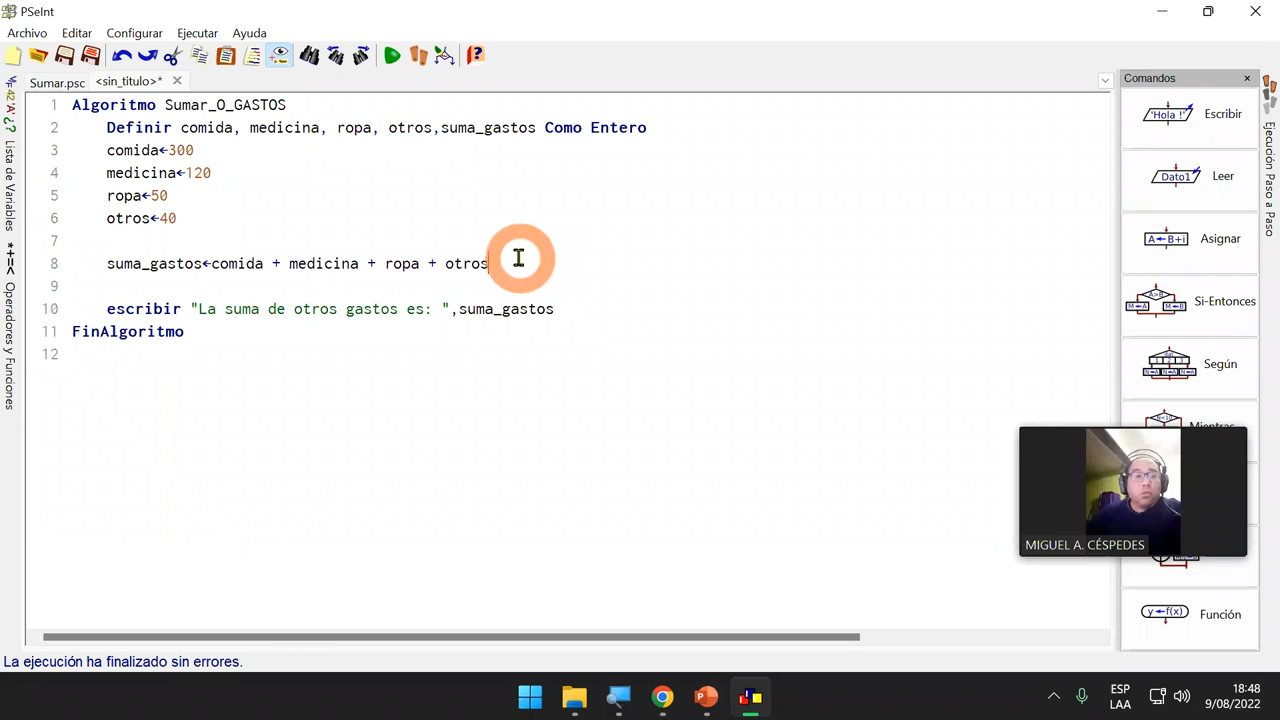 PSeInt
Archivo Editar Configurar Ejecutar Ayuda
Sumar.psc <sin_titulo>*
Comandos
1 Algoritmo Sumar_O_GASTOS
2 Definir comida, medicina, ropa, otros,suma_gastos Como Entero
3 comida←300
4 medicina←120
5 ropa←50
6 otros←40
7
8 suma_gastos←comida + medicina + ropa + otros
9
10 escribir "La suma de otros gastos es: ",suma_gastos
11 FinAlgoritmo
12
Lista de Variables
Operadores y Funciones
'Hola !' Escribir
Dato1 Leer
A←B+i Asignar
A>B Si-Entonces
Según
Mientras
y←f(x) Función
Ejecución Paso a Paso
MIGUEL A. CÉSPEDES
La ejecución ha finalizado sin errores.
ESP
LAA
18:48
9/08/2022